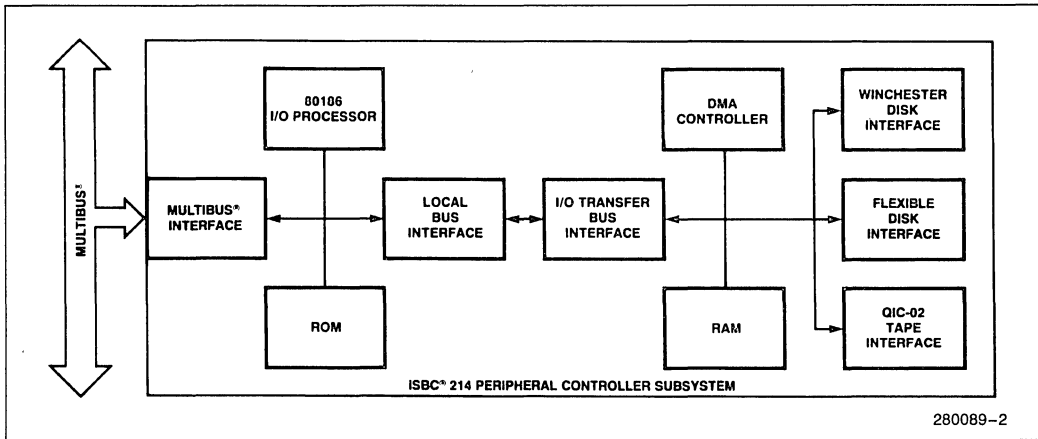 MULTIBUS®
MULTIBUS®
INTERFACE
80186
I/O PROCESSOR
ROM
LOCAL
BUS
INTERFACE
I/O TRANSFER
BUS
INTERFACE
DMA
CONTROLLER
RAM
WINCHESTER
DISK
INTERFACE
FLEXIBLE
DISK
INTERFACE
QIC-02
TAPE
INTERFACE
ISBC® 214 PERIPHERAL CONTROLLER SUBSYSTEM
280089–2